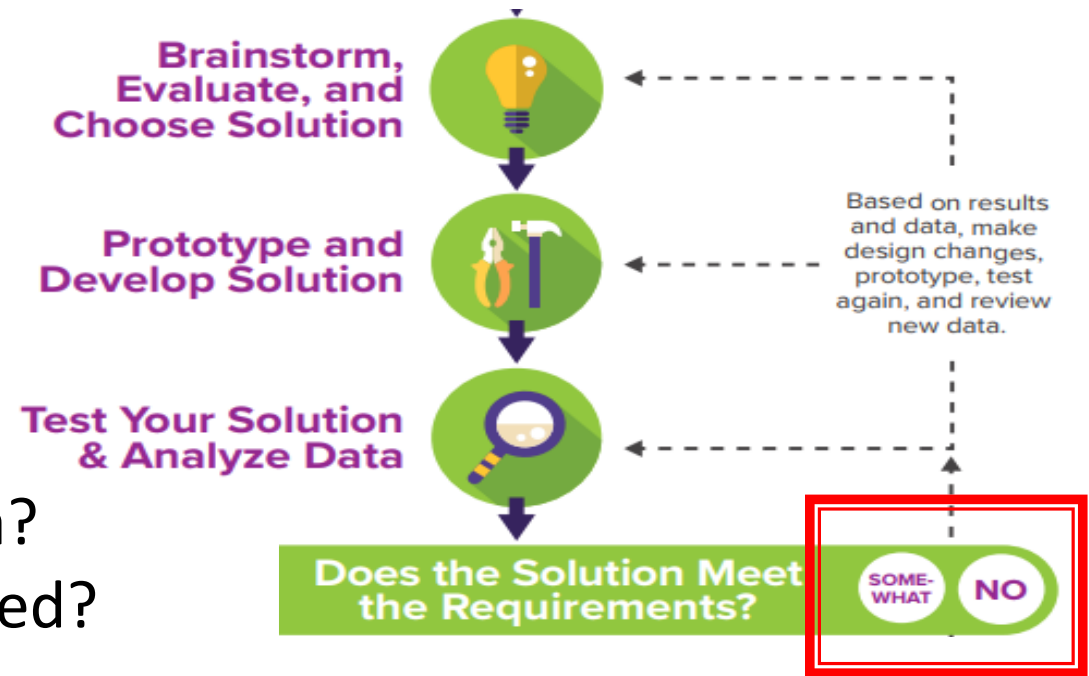 Brainstorm,
Evaluate, and
Choose Solution
Based on results
and data, make
design changes,
prototype, test
again, and review
new data.
Prototype and
Develop Solution
Test Your Solution
& Analyze Data
ed?
Does the Solution Meet
the Requirements?
SOME-
WHAT
NO